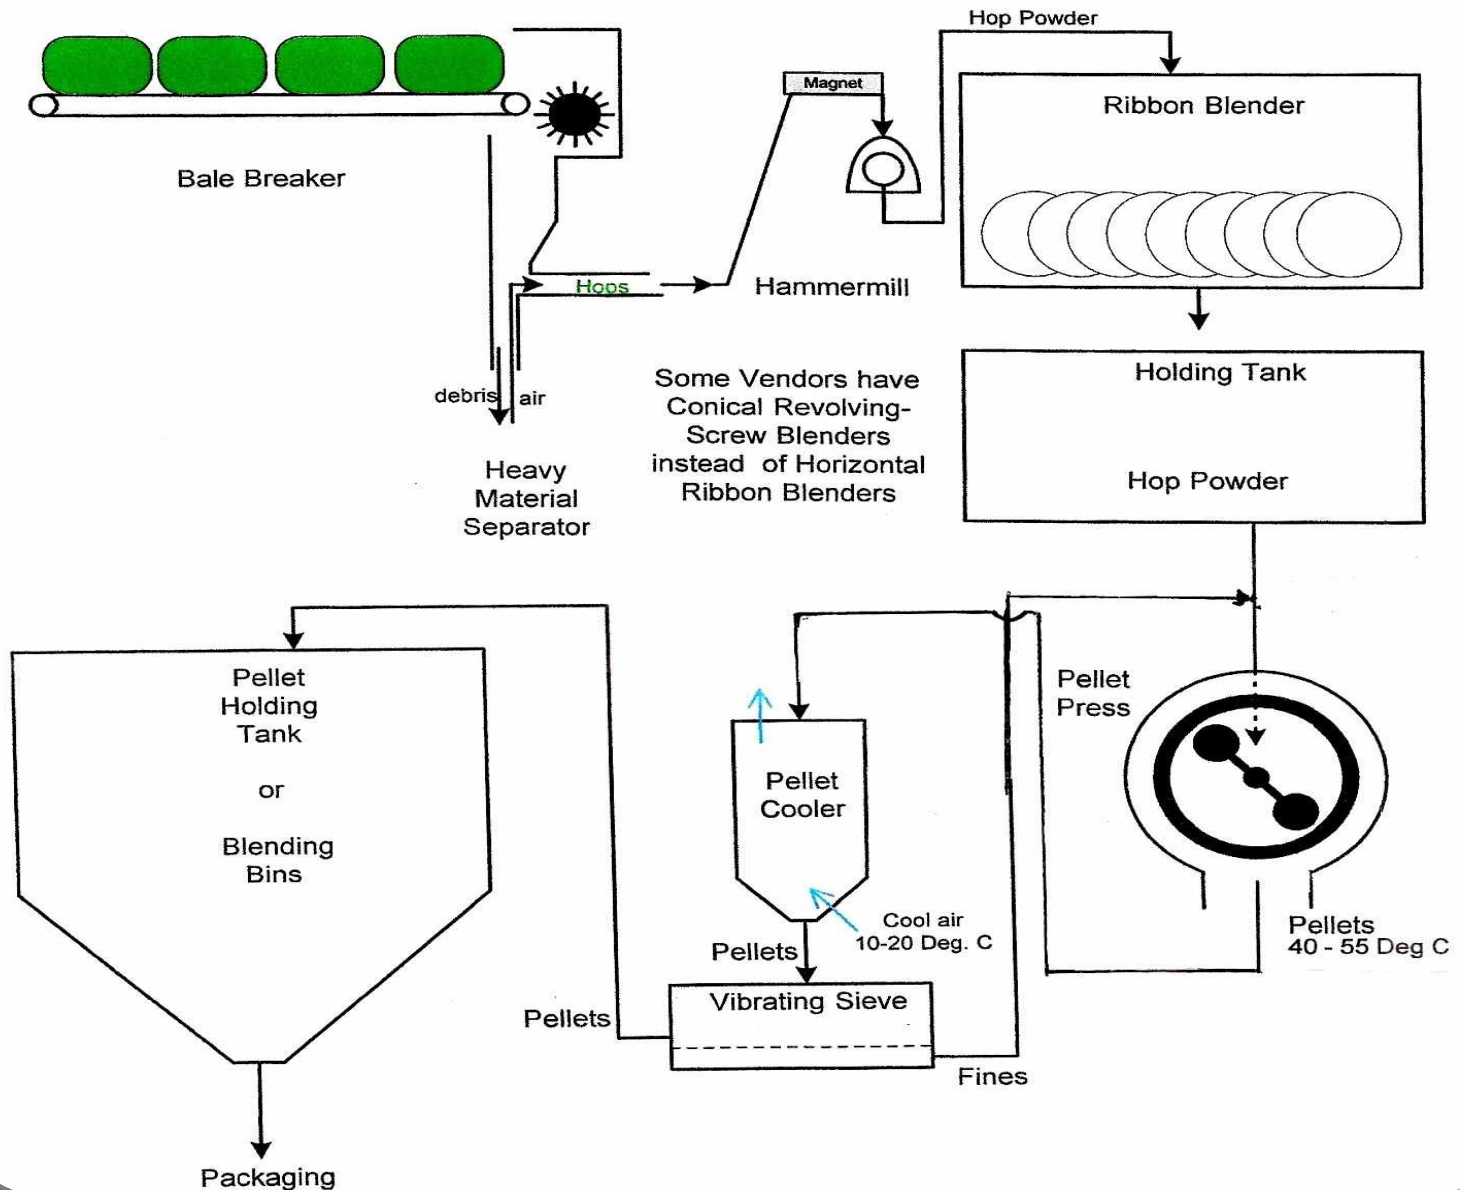 Hop Powder
Magnet
Ribbon Blender
Bale Breaker
Hops
Hammermill
debris
air
Heavy
Material
Separator
Some Vendors have
Conical Revolving-
Screw Blenders
instead of Horizontal
Ribbon Blenders
Holding Tank
Hop Powder
Pellet
Press
Pellets
40 - 55 Deg C
Pellet
Cooler
Cool air
10-20 Deg. C
Pellets
Vibrating Sieve
Pellets
Fines
Pellet
Holding
Tank
or
Blending
Bins
Packaging